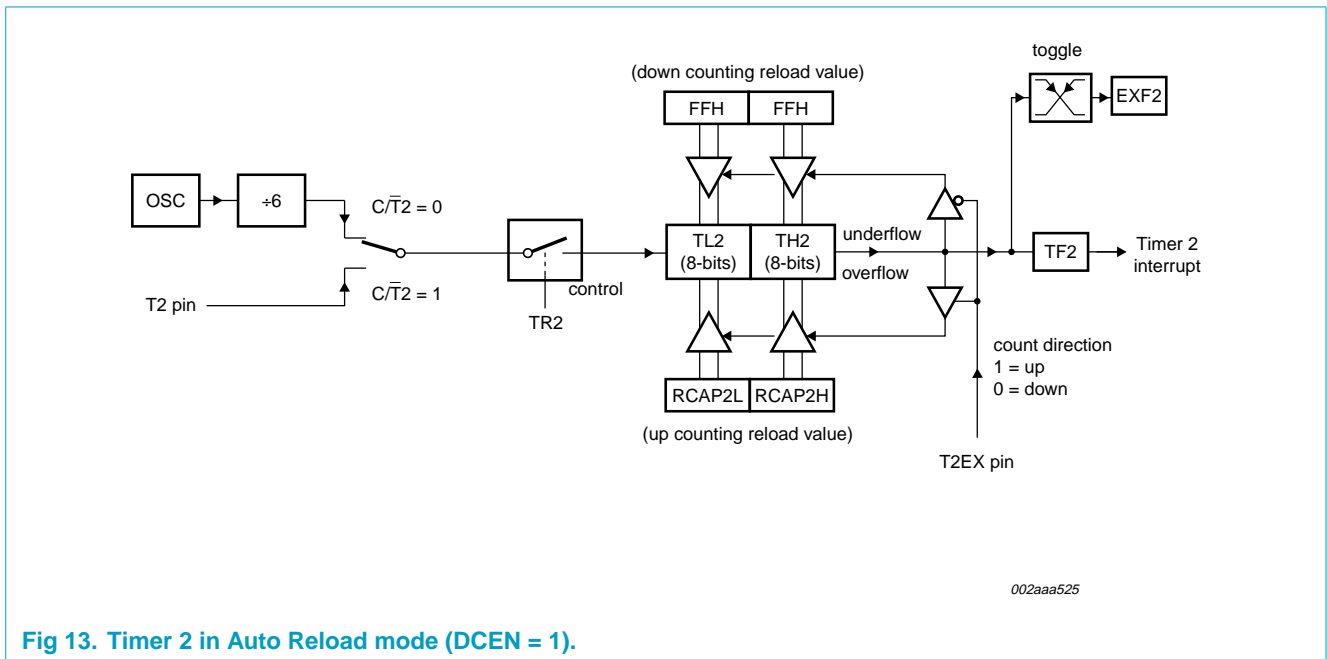 toggle
(down counting reload value)
FFH
FFH
EXF2
OSC
÷6
C/T̅2 = 0
TL2
(8-bits)
TH2
(8-bits)
underflow
overflow
TF2
Timer 2
interrupt
C/T̅2 = 1
T2 pin
control
TR2
count direction
1 = up
0 = down
RCAP2L
RCAP2H
(up counting reload value)
T2EX pin
002aaa525
Fig 13. Timer 2 in Auto Reload mode (DCEN = 1).